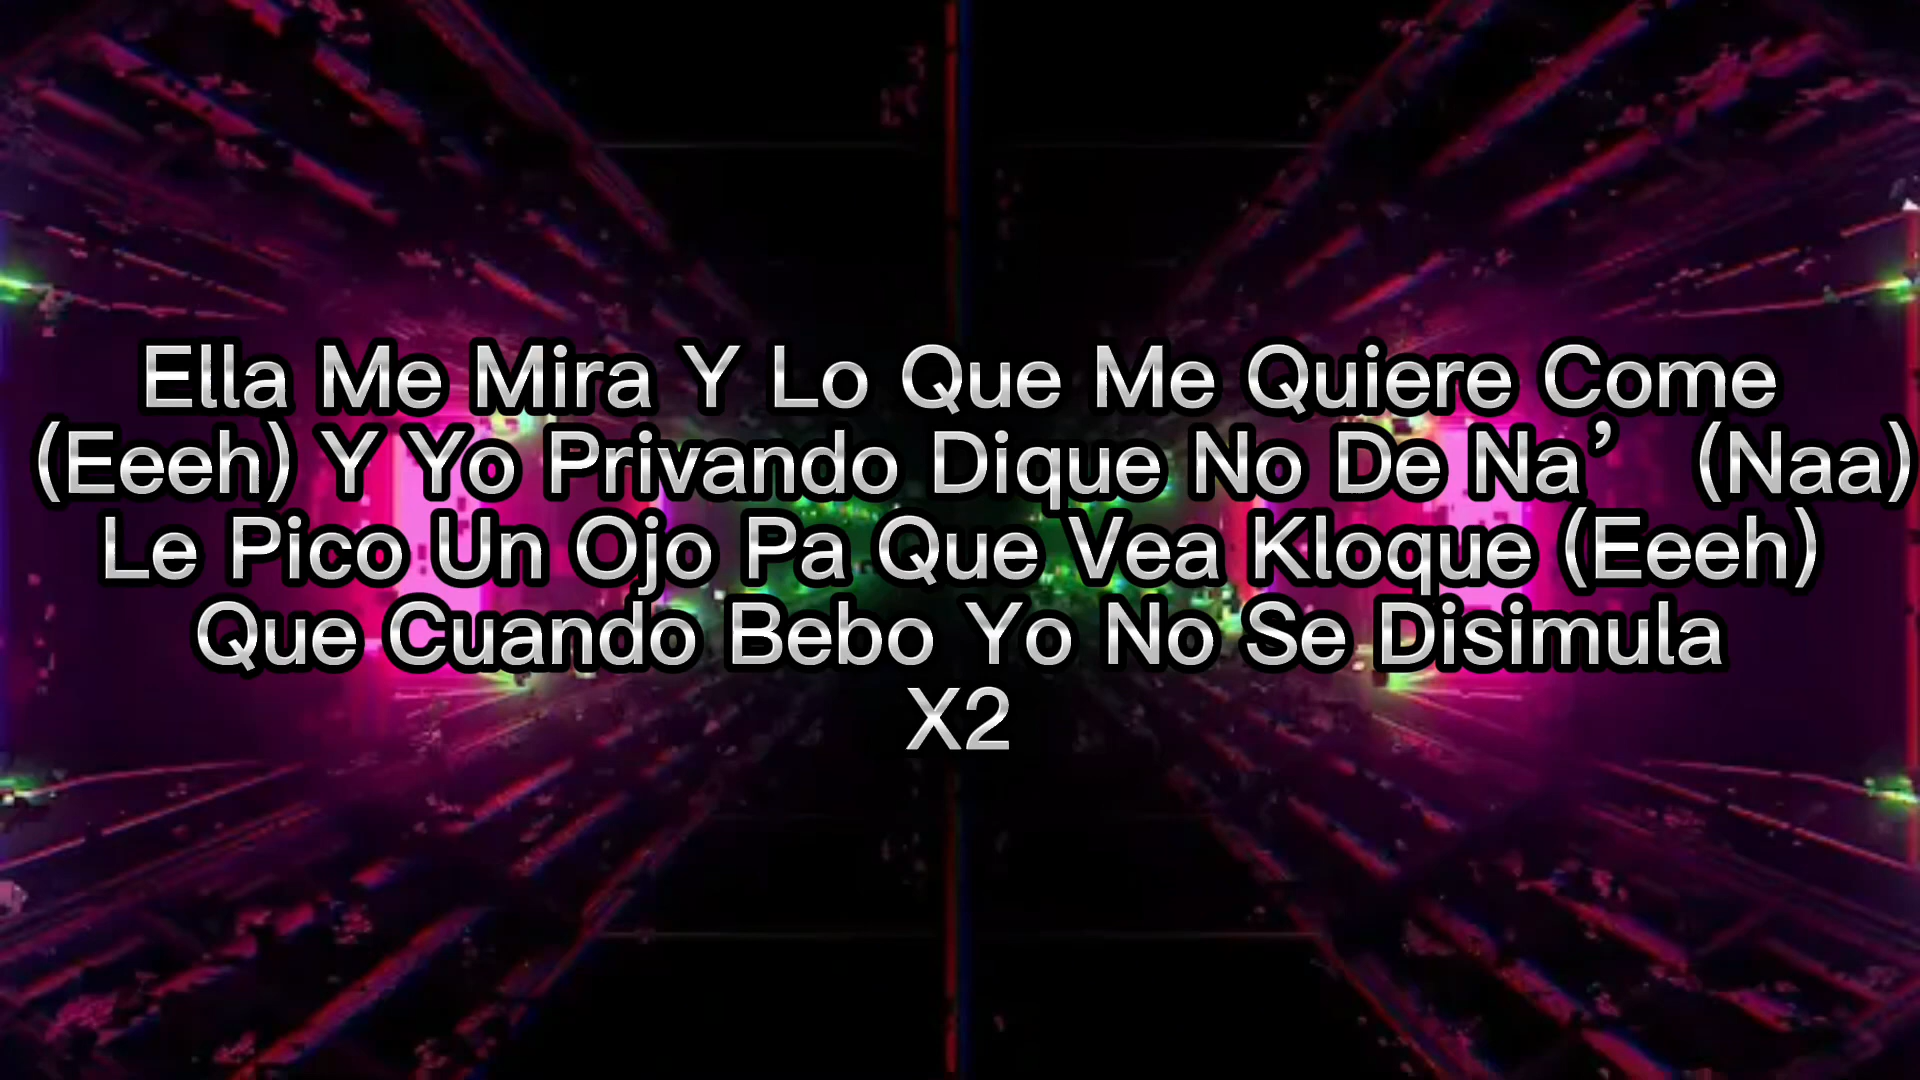 Ella Me Mira Y Lo Que Me Quiere Come
(Eeeh) Y Yo Privando Dique No De Na’ (Naa)
Le Pico Un Ojo Pa Que Vea Kloque (Eeeh)
Que Cuando Bebo Yo No Se Disimula
X2